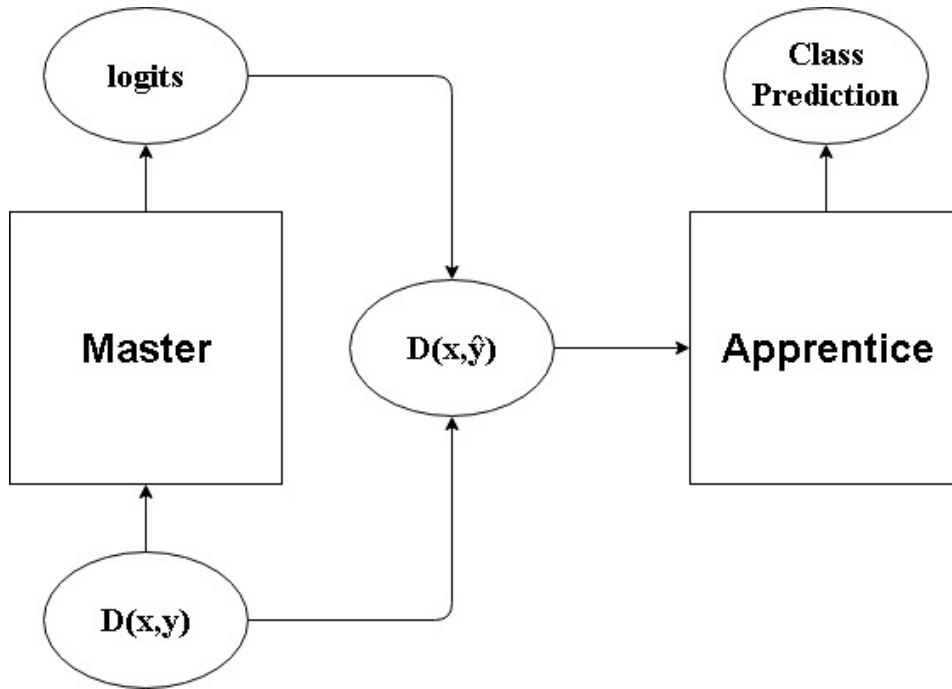 logits
Class
Prediction
Master
D(x,ŷ)
Apprentice
D(x,y)